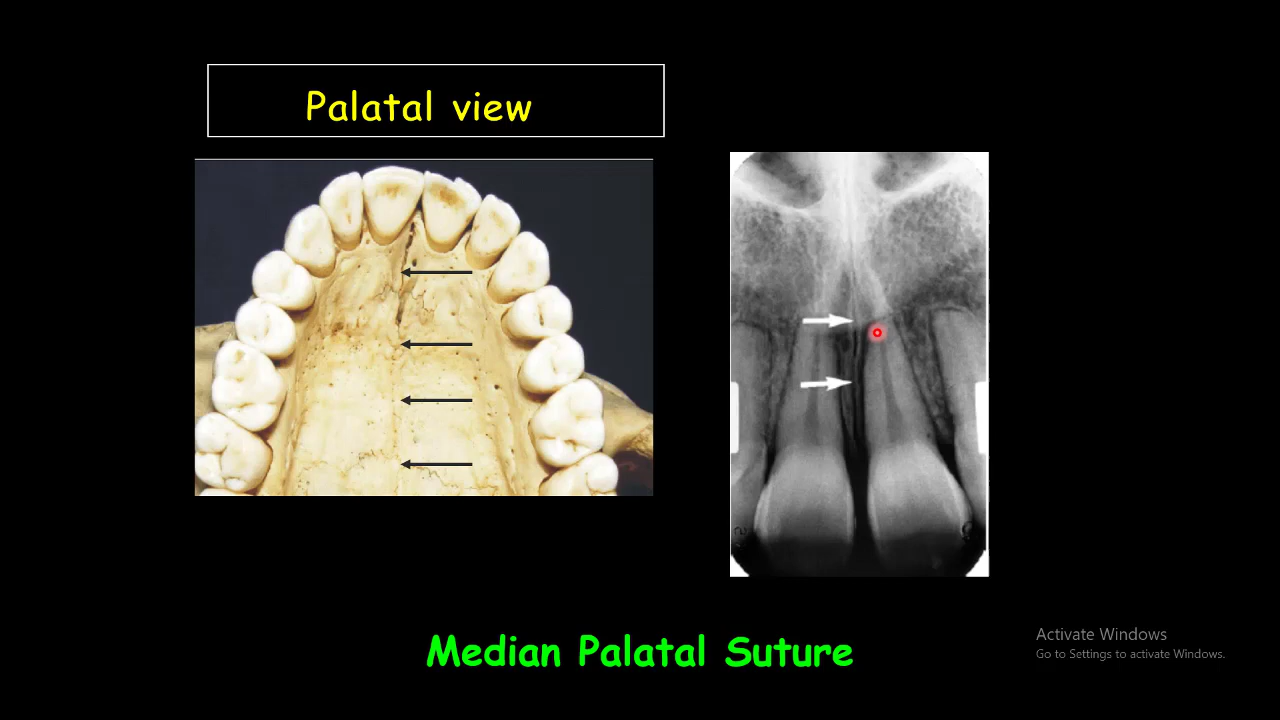 Palatal view
Median Palatal Suture
Activate Windows
Go to Settings to activate Windows.